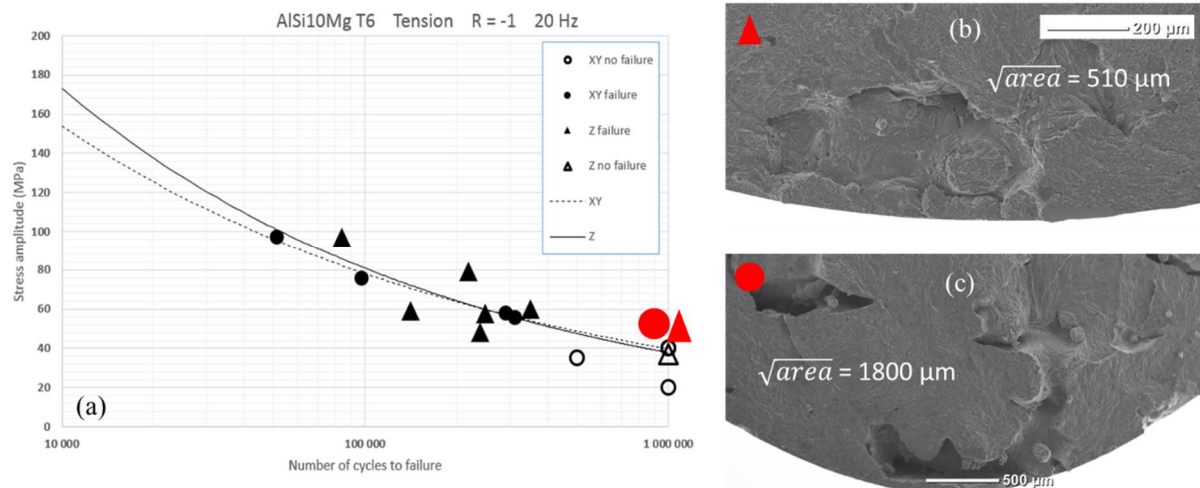 AlSi10Mg T6 Tension R = -1 20 Hz
200
180
160
140
120
100
80
60
40
20
0
Stress amplitude (MPa)
XY no failure
XY failure
Z failure
Z no failure
XY
Z
(a)
10 000
100 000
1 000 000
Number of cycles to failure
(b)
200 µm
√area = 510 µm
(c)
√area = 1800 µm
500 µm